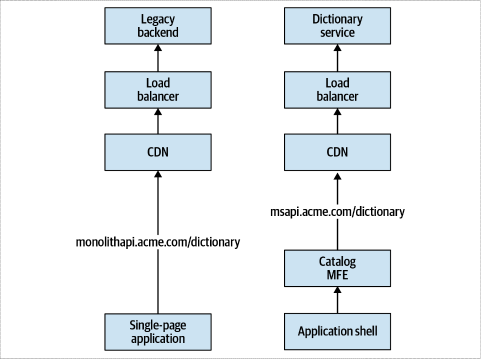 Legacy
backend
Load
balancer
CDN
monolithapi.acme.com/dictionary
Single-page
application
Dictionary
service
Load
balancer
CDN
msapi.acme.com/dictionary
Catalog
MFE
Application shell